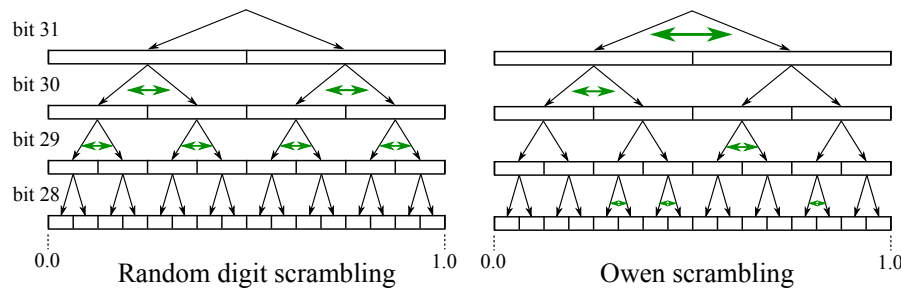 bit 31
bit 30
bit 29
bit 28
0.0
1.0
0.0
1.0
Random digit scrambling
Owen scrambling